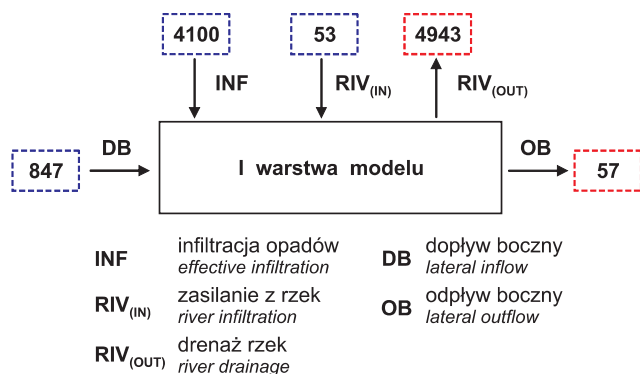 4100 53 4943
INF RIV(IN) RIV(OUT)
DB OB
847 I warstwa modelu 57
INF infiltracja opadów
effective infiltration
DB dopływ boczny
lateral inflow
RIV(IN) zasilanie z rzek
river infiltration
OB odpływ boczny
lateral outflow
RIV(OUT) drenaż rzek
river drainage